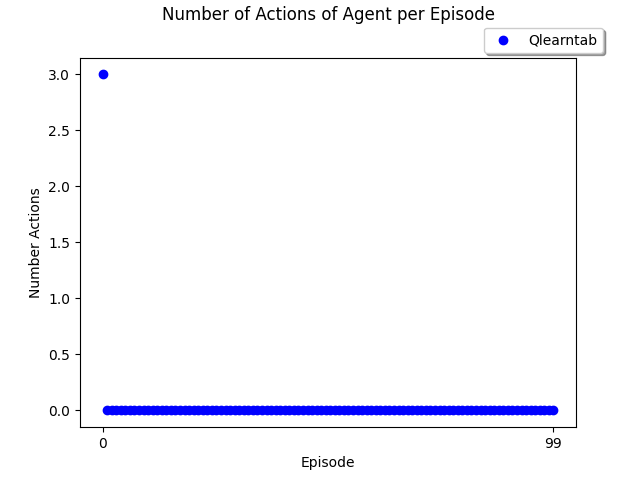 Number of Actions of Agent per Episode
Qlearntab
3.0
2.5
2.0
1.5
1.0
0.5
0.0
Number Actions
0
99
Episode